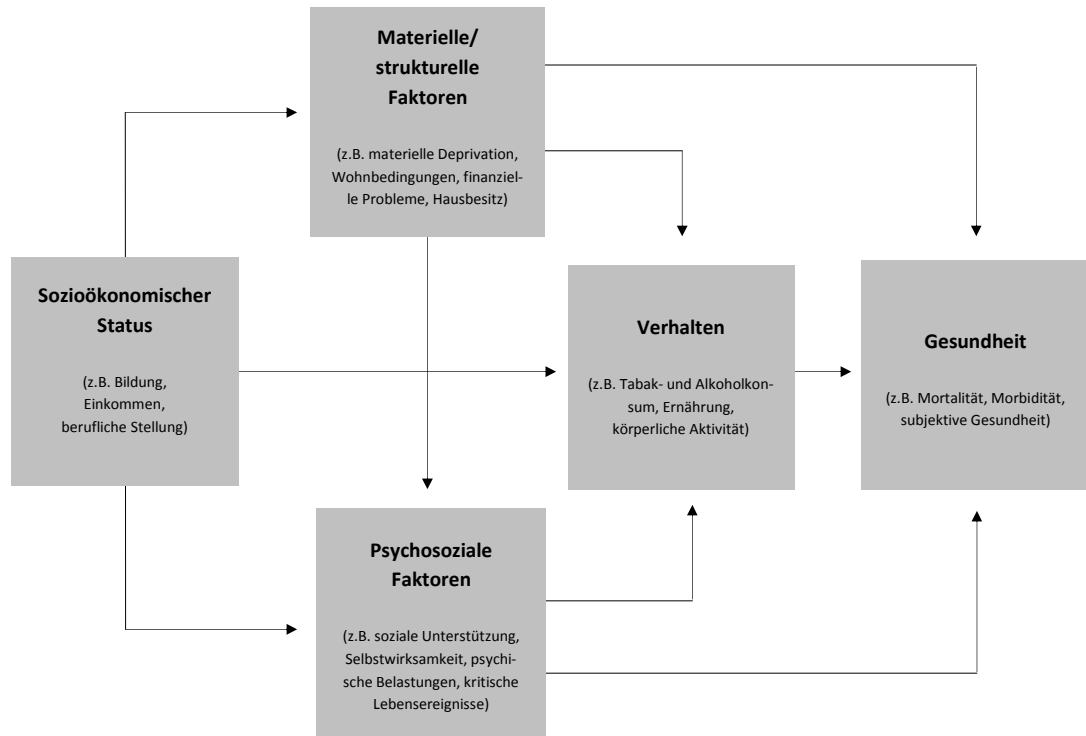 Materielle/
strukturelle
Faktoren
(z.B. materielle Deprivation,
Wohnbedingungen, finanziel-
le Probleme, Hausbesitz)
Sozioökonomischer
Status
(z.B. Bildung,
Einkommen,
berufliche Stellung)
Verhalten
(z.B. Tabak- und Alkoholkon-
sum, Ernährung,
körperliche Aktivität)
Gesundheit
(z.B. Mortalität, Morbidität,
subjektive Gesundheit)
Psychosoziale
Faktoren
(z.B. soziale Unterstützung,
Selbstwirksamkeit, psychi-
sche Belastungen, kritische
Lebensereignisse)